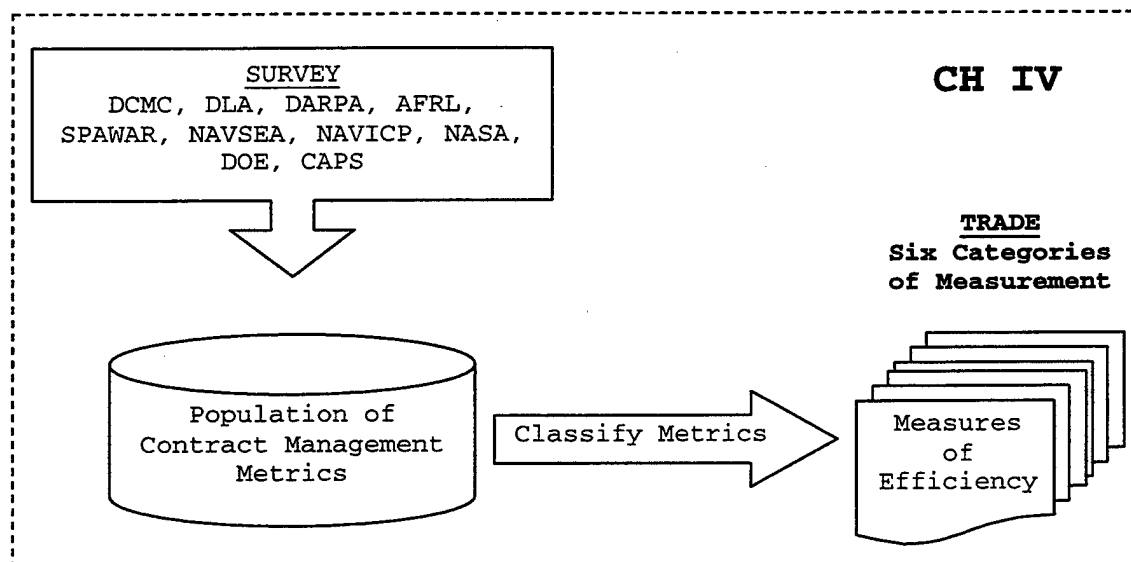 SURVEY
DCMC, DLA, DARPA, AFRL,
SPAWAR, NAVSEA, NAVICP, NASA,
DOE, CAPS
CH IV
TRADE
Six Categories
of Measurement
Population of
Contract Management
Metrics
Classify Metrics
Measures
of
Efficiency